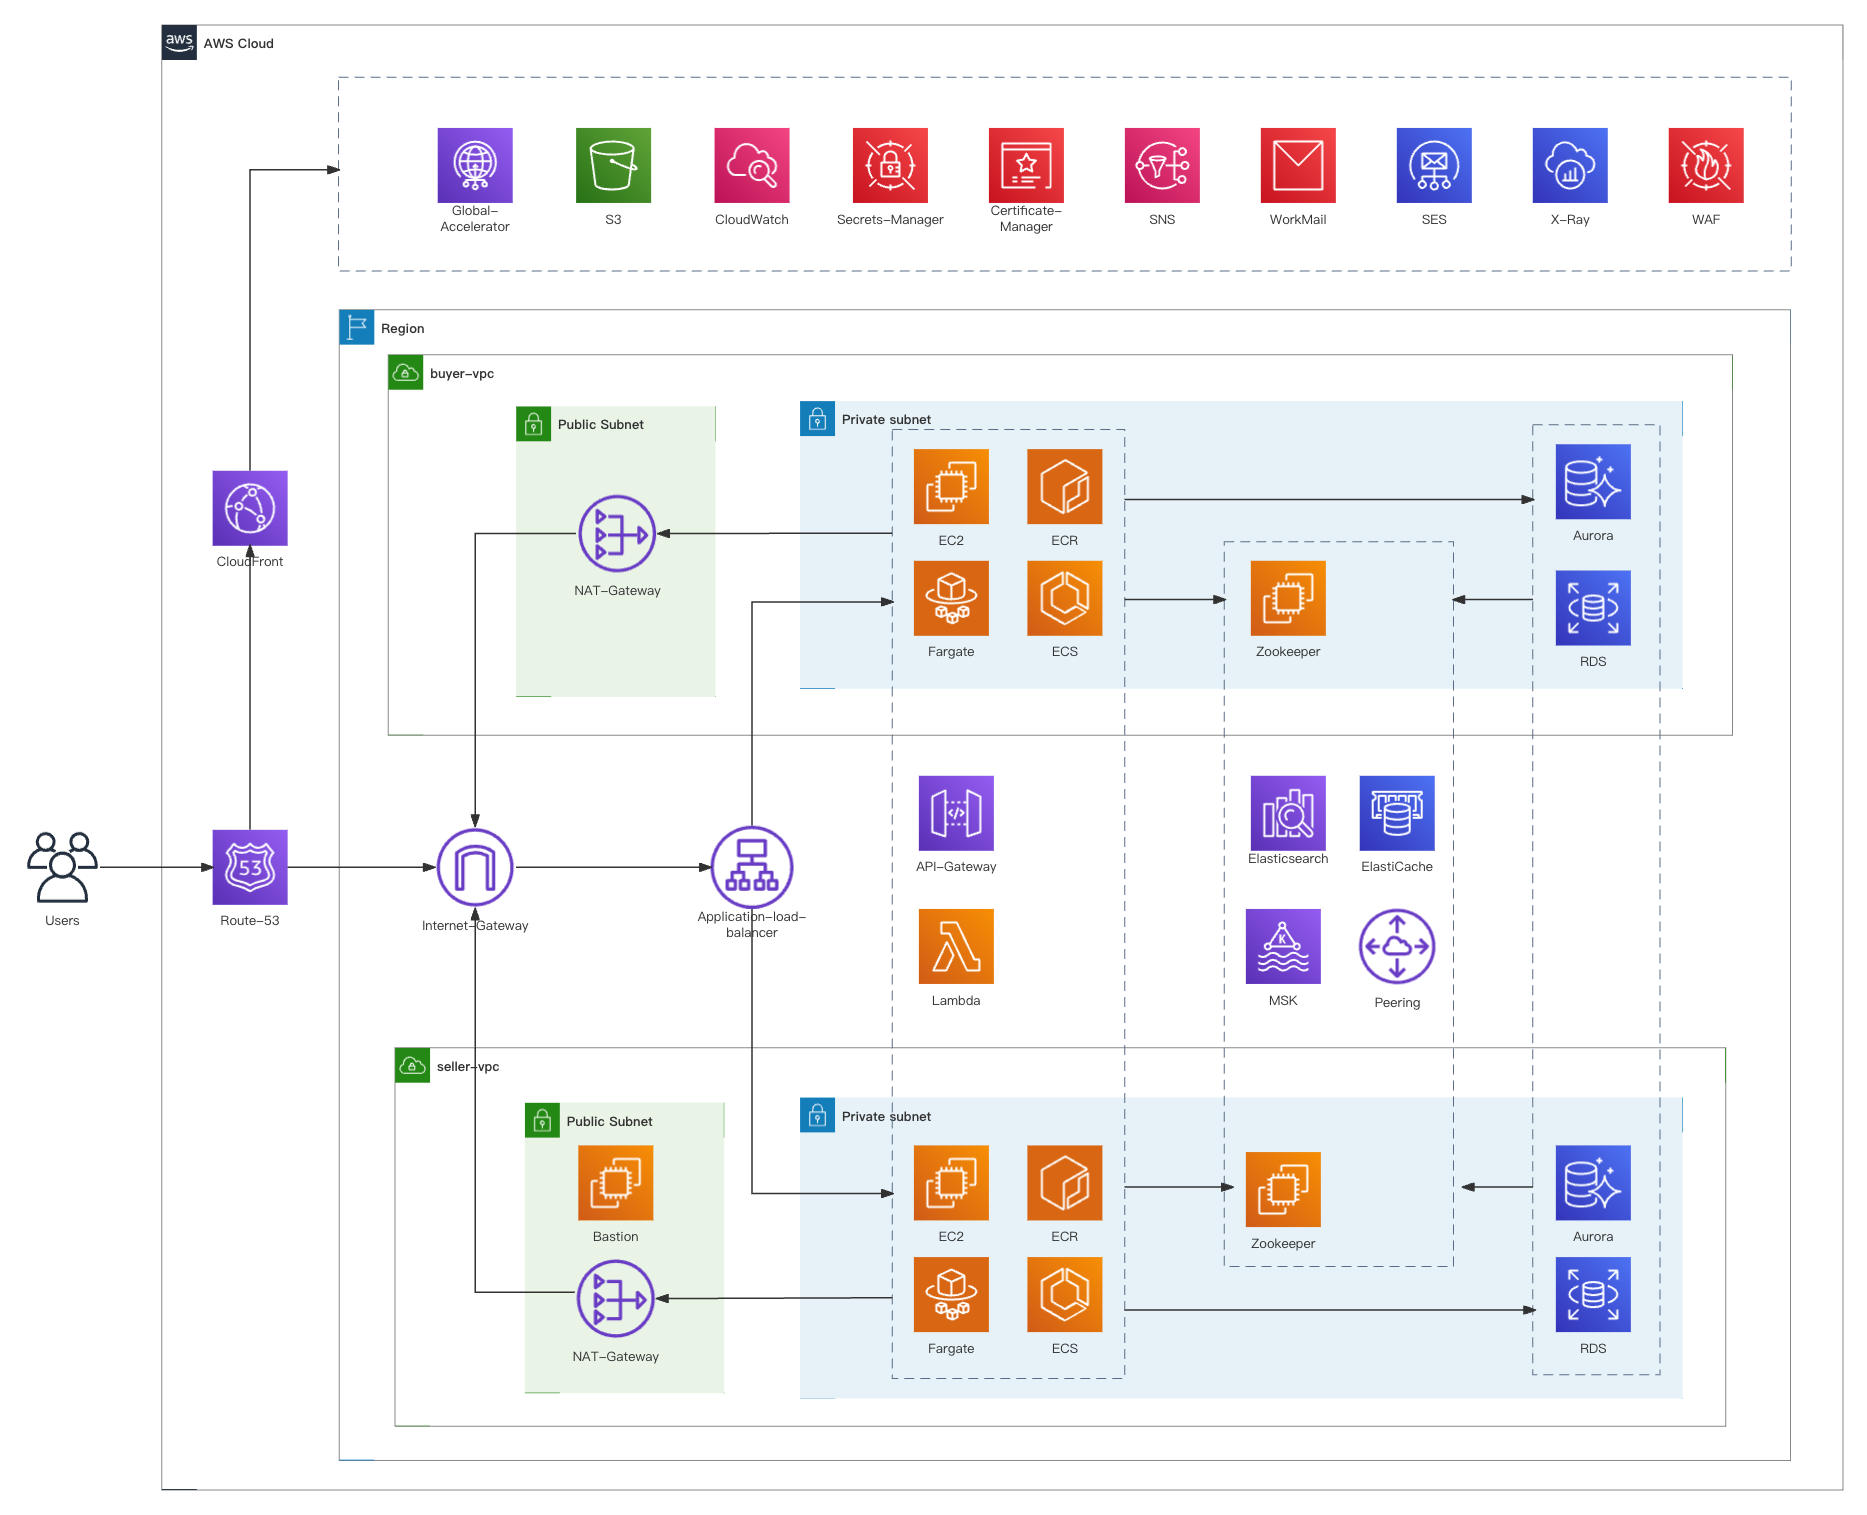 aws
AWS Cloud
Global-
Accelerator
S3
CloudWatch
Secrets-Manager
Certificate-
Manager
SNS
WorkMail
SES
X-Ray
WAF
Region
buyer-vpc
Public Subnet
Private subnet
EC2
ECR
Aurora
CloudFront
NAT-Gateway
Fargate
ECS
Zookeeper
RDS
API-Gateway
Elasticsearch
ElastiCache
53
Users
Route-53
Internet-Gateway
Application-load-
balancer
K
Lambda
MSK
Peering
seller-vpc
Public Subnet
Private subnet
Bastion
EC2
ECR
Zookeeper
Aurora
NAT-Gateway
Fargate
ECS
RDS